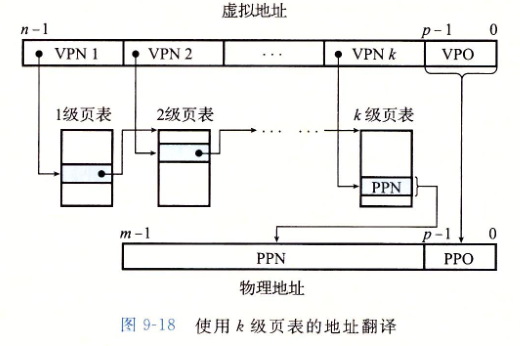 虚拟地址
n-1 p-1 0
VPN 1 VPN 2 ... VPN k VPO
1级页表 2级页表 k级页表
... ...
PPN
m-1 p-1 0
PPN PPO
物理地址
图 9-18 使用 k 级页表的地址翻译